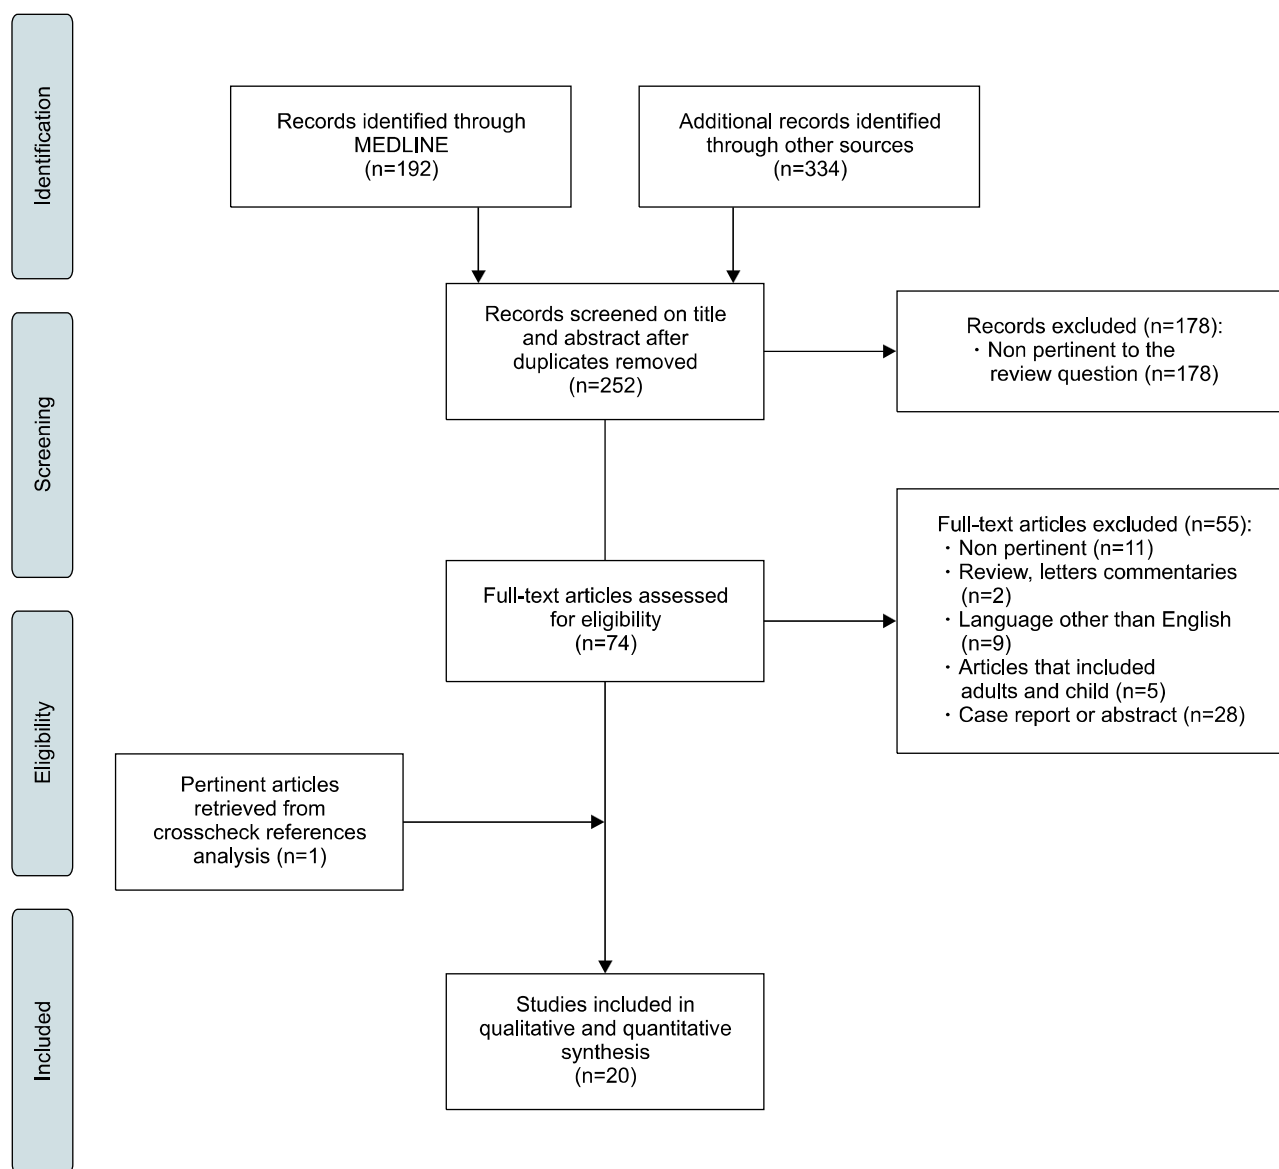 Identification
Records identified through
MEDLINE
(n=192)
Additional records identified
through other sources
(n=334)
Screening
Records screened on title
and abstract after
duplicates removed
(n=252)
Records excluded (n=178):
· Non pertinent to the
review question (n=178)
Full-text articles assessed
for eligibility
(n=74)
Full-text articles excluded (n=55):
· Non pertinent (n=11)
· Review, letters commentaries
(n=2)
· Language other than English
(n=9)
· Articles that included
adults and child (n=5)
· Case report or abstract (n=28)
Eligibility
Pertinent articles
retrieved from
crosscheck references
analysis (n=1)
Included
Studies included in
qualitative and quantitative
synthesis
(n=20)